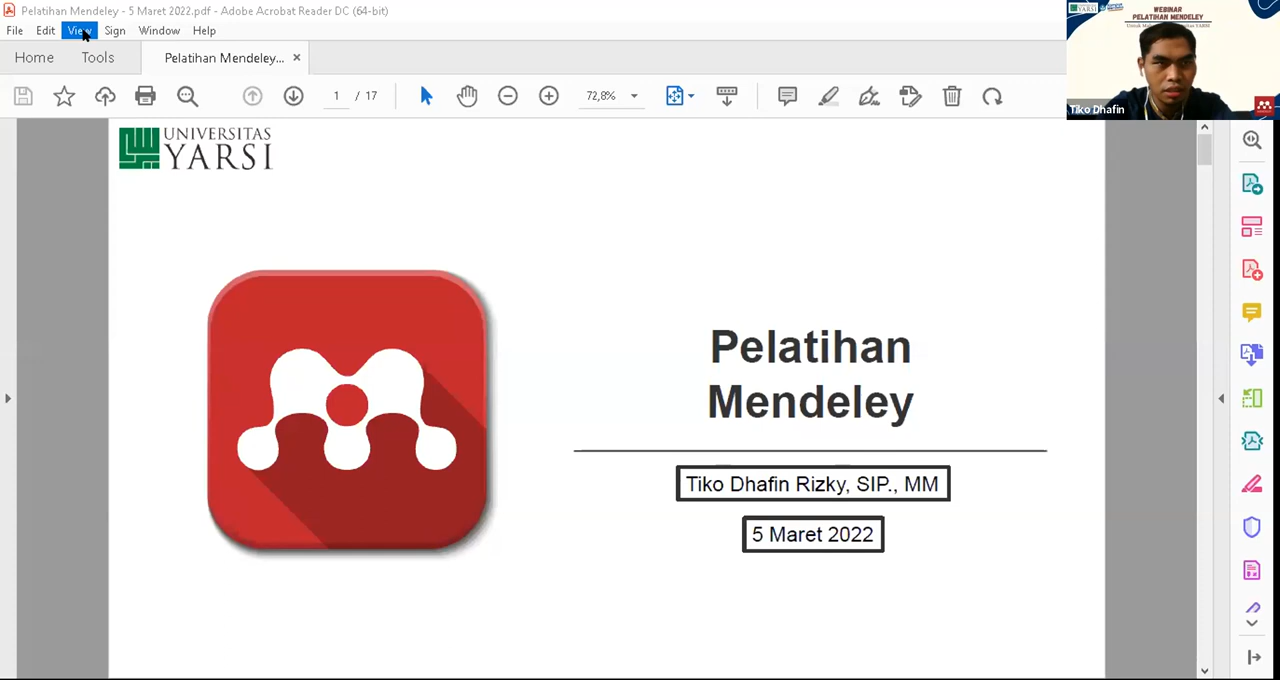 Pelatihan Mendeley - 5 Maret 2022.pdf - Adobe Acrobat Reader DC (64-bit)
File Edit View Sign Window Help
Home Tools Pelatihan Mendeley... ×
1 / 17 72,8%
WEBINAR
PELATIHAN MENDELEY
Tiko Dhafin
UNIVERSITAS
YARSI
Pelatihan
Mendeley
Tiko Dhafin Rizky, SIP., MM
5 Maret 2022